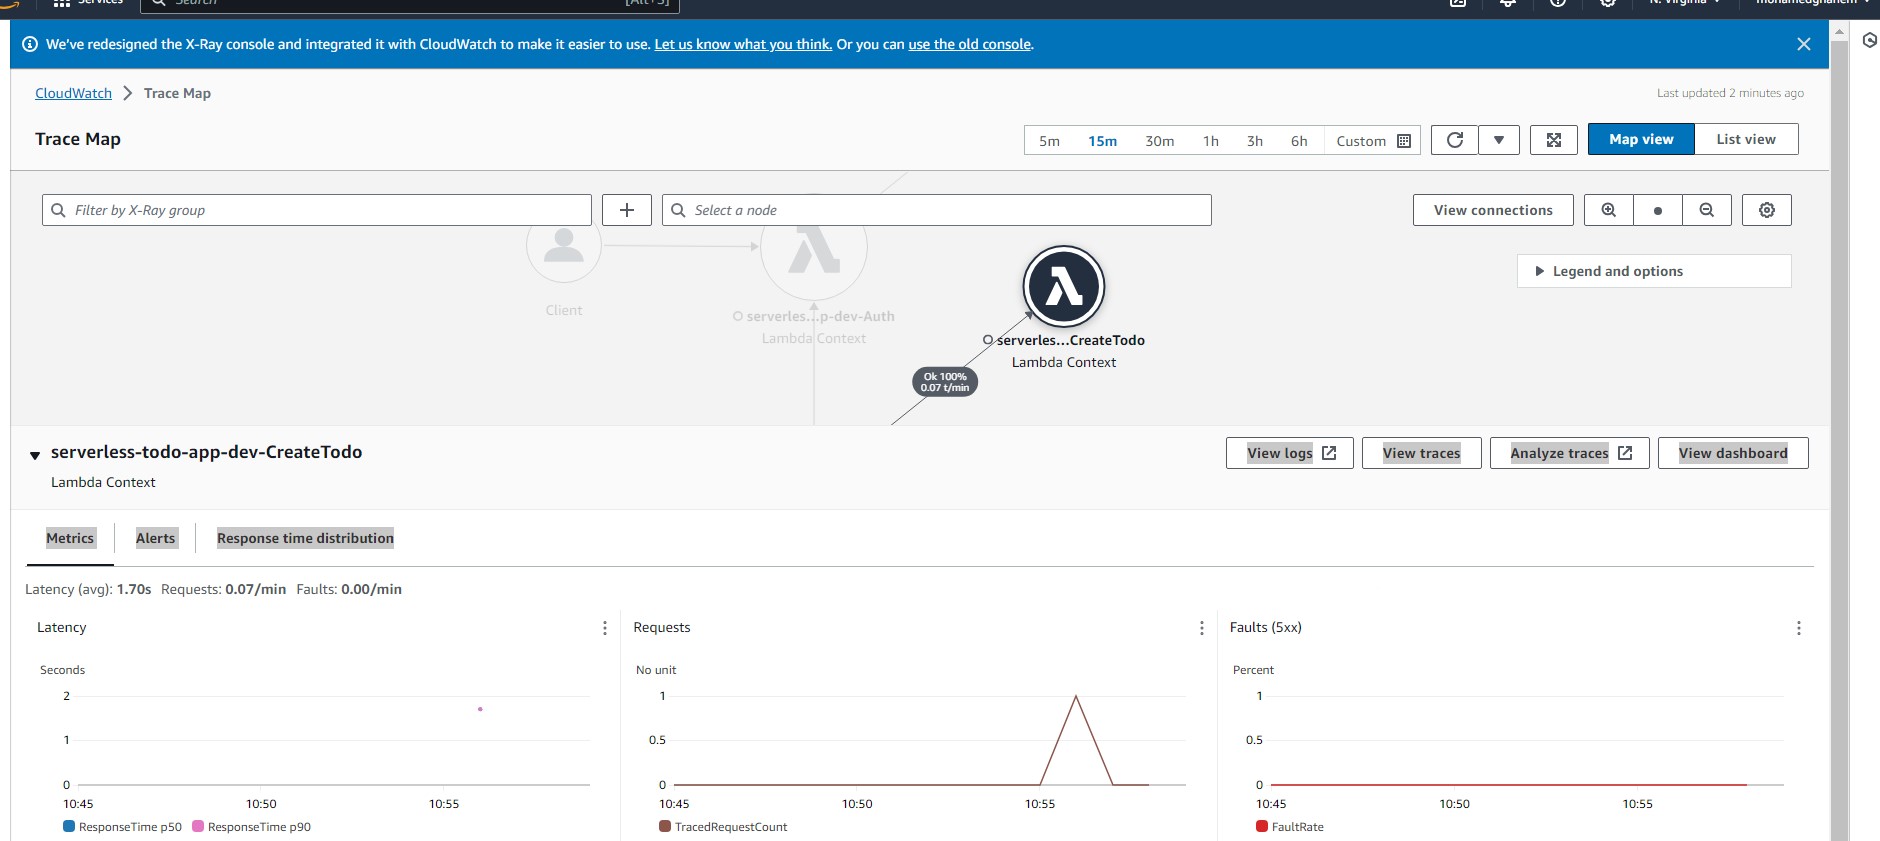 Services
Search
[Alt+S]
N. Virginia
mohamedghanem
We've redesigned the X-Ray console and integrated it with CloudWatch to make it easier to use. Let us know what you think. Or you can use the old console.
CloudWatch > Trace Map
Last updated 2 minutes ago
Trace Map
5m 15m 30m 1h 3h 6h Custom
Map view List view
Filter by X-Ray group
Select a node
View connections
Legend and options
Client
serverles...p-dev-Auth
Lambda Context
serverles...CreateTodo
Lambda Context
Ok 100%
0.07 t/min
serverless-todo-app-dev-CreateTodo
Lambda Context
View logs View traces Analyze traces View dashboard
Metrics Alerts Response time distribution
Latency (avg): 1.70s Requests: 0.07/min Faults: 0.00/min
Latency
Seconds
2
1
0
10:45 10:50 10:55
ResponseTime p50 ResponseTime p90
Requests
No unit
1
0.5
0
10:45 10:50 10:55
TracedRequestCount
Faults (5xx)
Percent
1
0.5
0
10:45 10:50 10:55
FaultRate